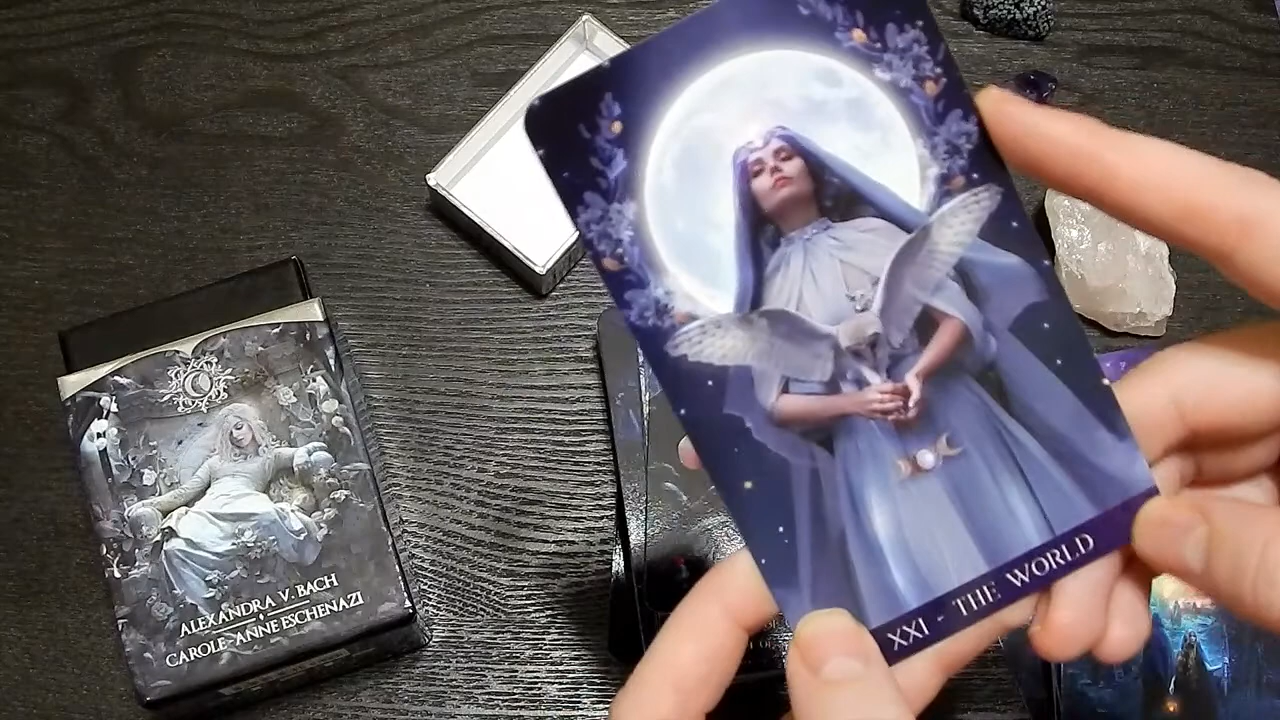 ALEXANDRA V. BACH
CAROLE-ANNE ESCHENAZI
XXI - THE WORLD